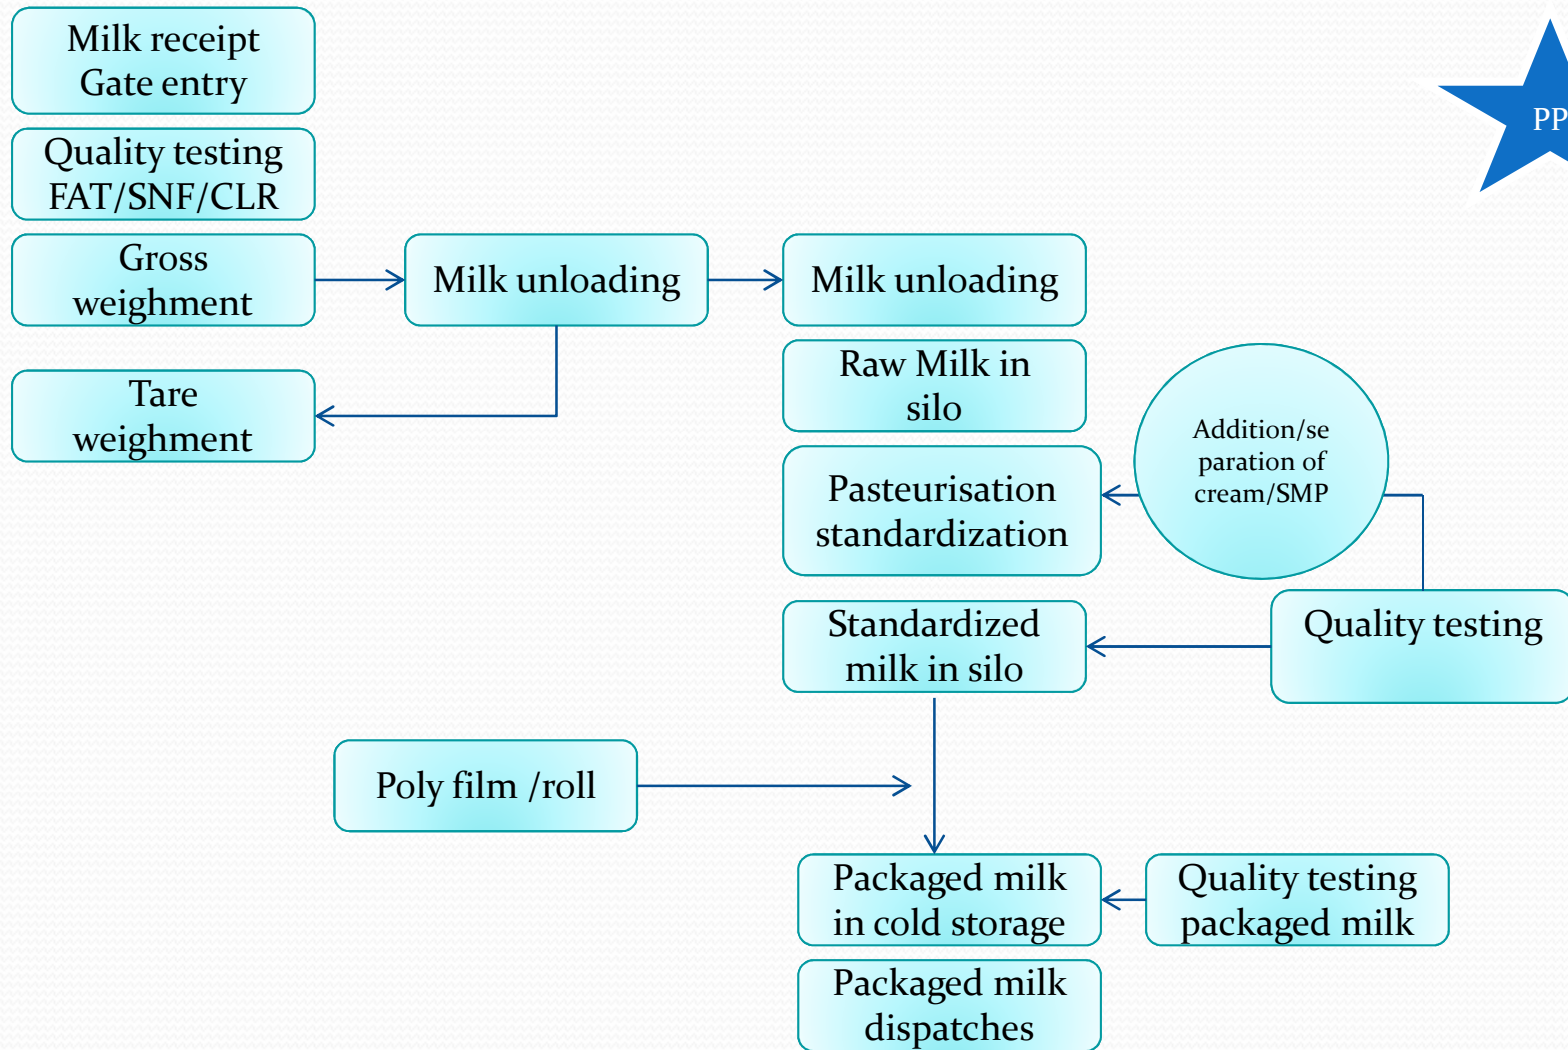 Milk receipt
Gate entry
PP
Quality testing
FAT/SNF/CLR
Gross
weighment
Milk unloading
Milk unloading
Raw Milk in
silo
Tare
weighment
Addition/se
paration of
cream/SMP
Pasteurisation
standardization
Standardized
milk in silo
Quality testing
Poly film /roll
Packaged milk
in cold storage
Quality testing
packaged milk
Packaged milk
dispatches